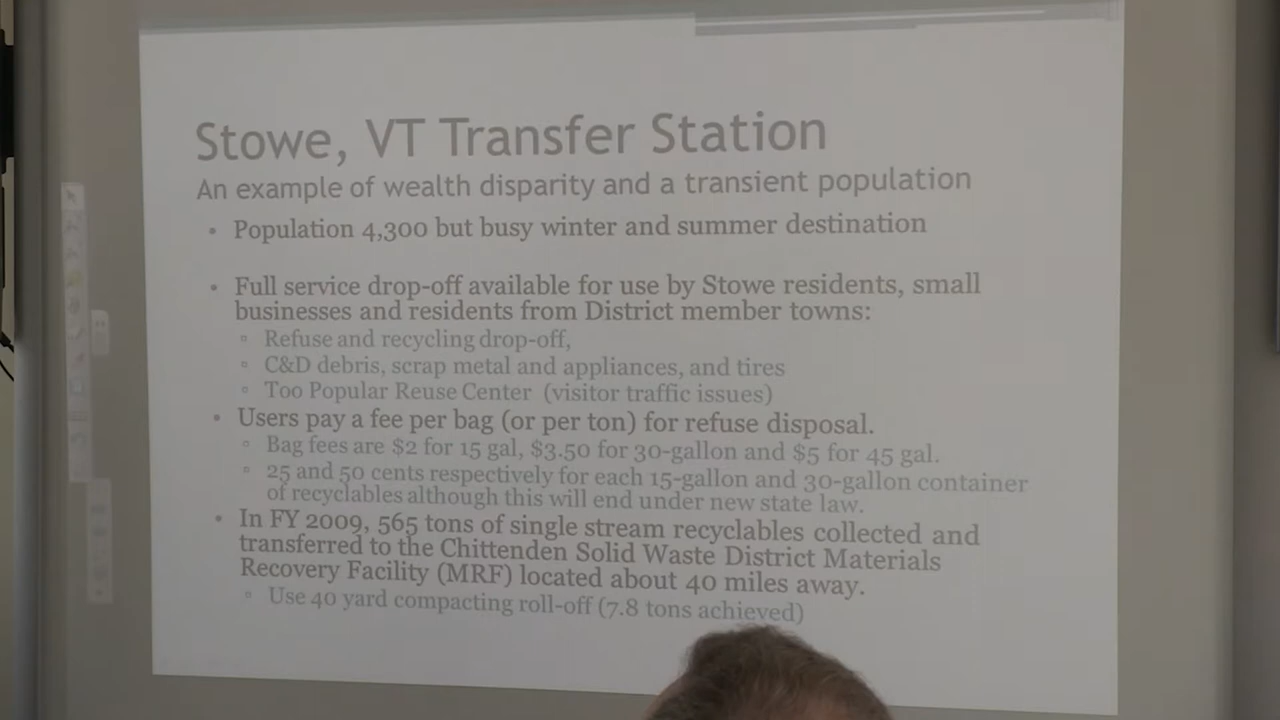 Stowe, VT Transfer Station
An example of wealth disparity and a transient population
• Population 4,300 but busy winter and summer destination
• Full service drop-off available for use by Stowe residents, small
businesses and residents from District member towns:
▫ Refuse and recycling drop-off,
▫ C&D debris, scrap metal and appliances, and tires
▫ Too Popular Reuse Center (visitor traffic issues)
• Users pay a fee per bag (or per ton) for refuse disposal.
▫ Bag fees are $2 for 15 gal, $3.50 for 30-gallon and $5 for 45 gal.
▫ 25 and 50 cents respectively for each 15-gallon and 30-gallon container
of recyclables although this will end under new state law.
• In FY 2009, 565 tons of single stream recyclables collected and
transferred to the Chittenden Solid Waste District Materials
Recovery Facility (MRF) located about 40 miles away.
▫ Use 40 yard compacting roll-off (7.8 tons achieved)